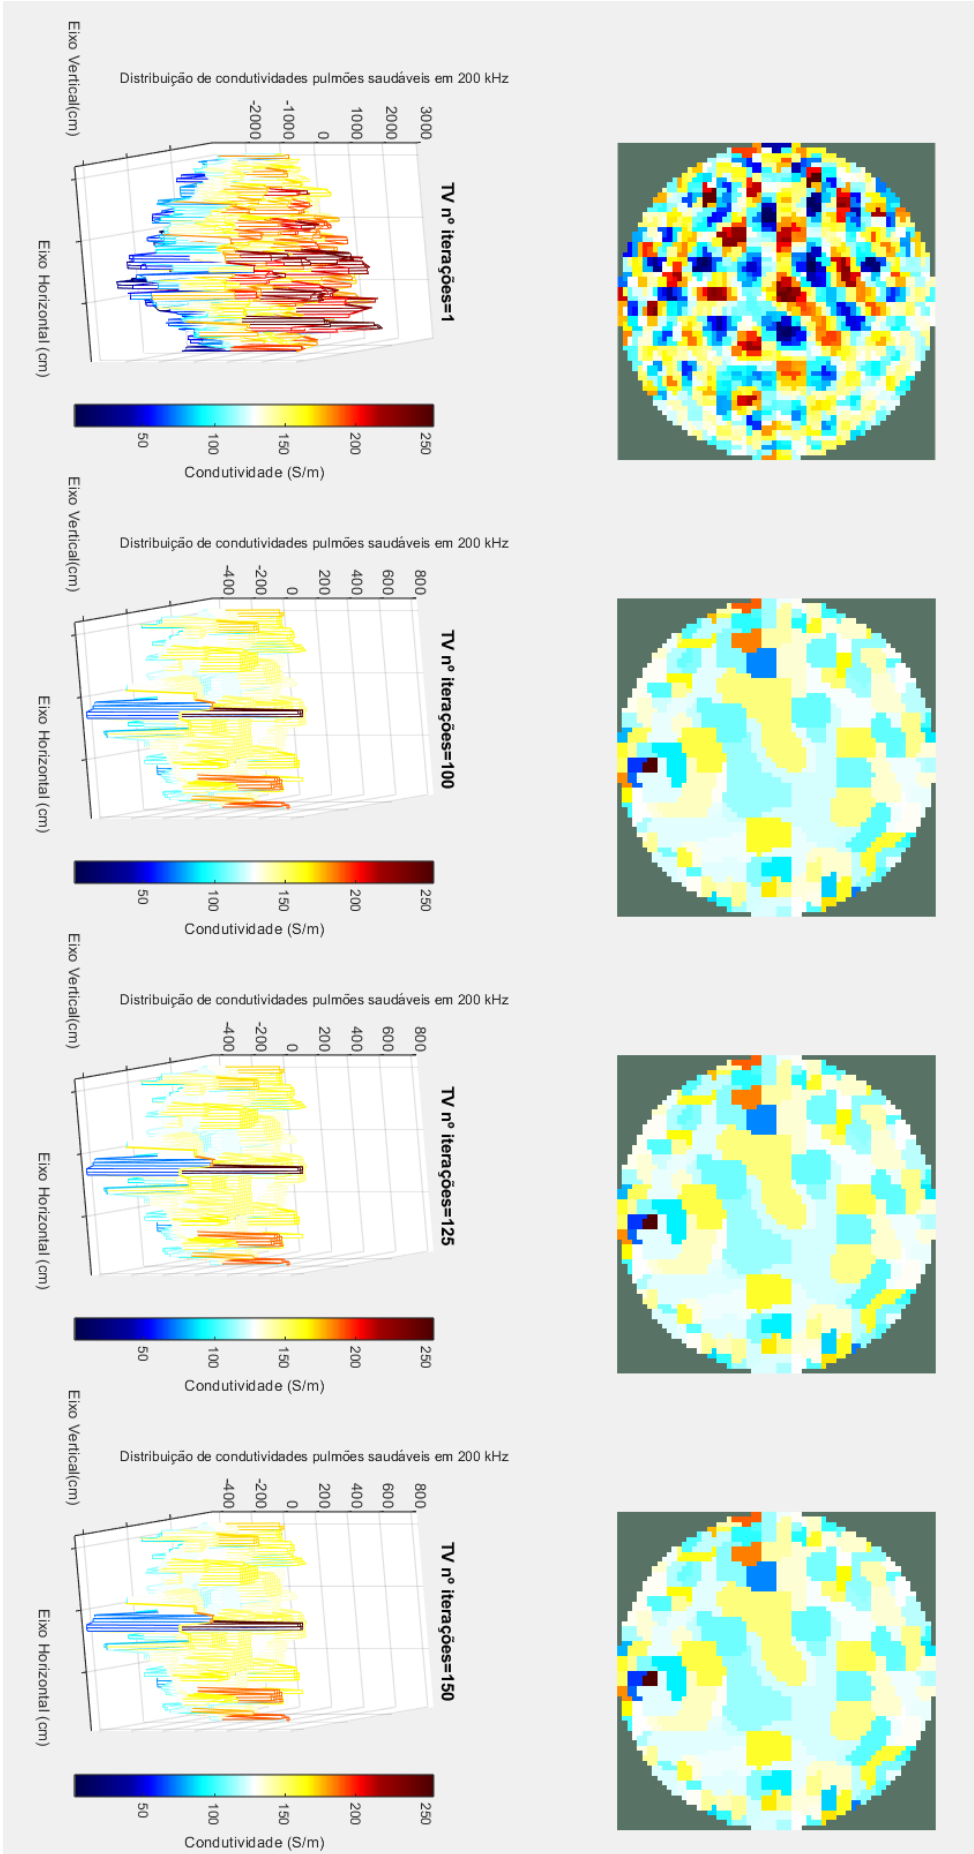 TV nº iterações=1
Distribuição de condutividades pulmões saudáveis em 200 kHz
3000
2000
1000
0
-1000
-2000
Eixo Vertical(cm)
Eixo Horizontal (cm)
50
100
150
200
250
Condutividade (S/m)
TV nº iterações=100
Distribuição de condutividades pulmões saudáveis em 200 kHz
800
600
400
200
0
-200
-400
Eixo Vertical(cm)
Eixo Horizontal (cm)
50
100
150
200
250
Condutividade (S/m)
TV nº iterações=125
Distribuição de condutividades pulmões saudáveis em 200 kHz
800
600
400
200
0
-200
-400
Eixo Vertical(cm)
Eixo Horizontal (cm)
50
100
150
200
250
Condutividade (S/m)
TV nº iterações=150
Distribuição de condutividades pulmões saudáveis em 200 kHz
800
600
400
200
0
-200
-400
Eixo Vertical(cm)
Eixo Horizontal (cm)
50
100
150
200
250
Condutividade (S/m)